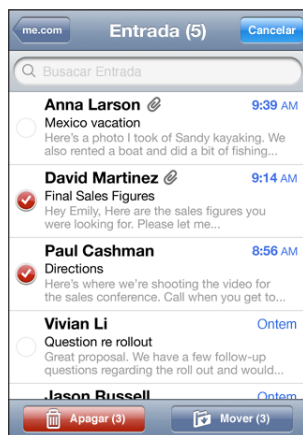 me.com Entrada (5) Cancelar
Busacar Entrada
Anna Larson 9:39 AM
Mexico vacation
Here's a photo I took of Sandy kayaking. We
also rented a boat and did a bit of fishing...
David Martinez 9:14 AM
Final Sales Figures
Hey Emily, Here are the sales figures you
were looking for. Please let me...
Paul Cashman 8:56 AM
Directions
Here's where we're shooting the video for
the sales conference. Call when you get to...
Vivian Li Ontem
Question re rollout
Great proposal. We have a few follow-up
questions regarding the roll out and would...
Jason Russell Ontem
Apagar (3) Mover (3)